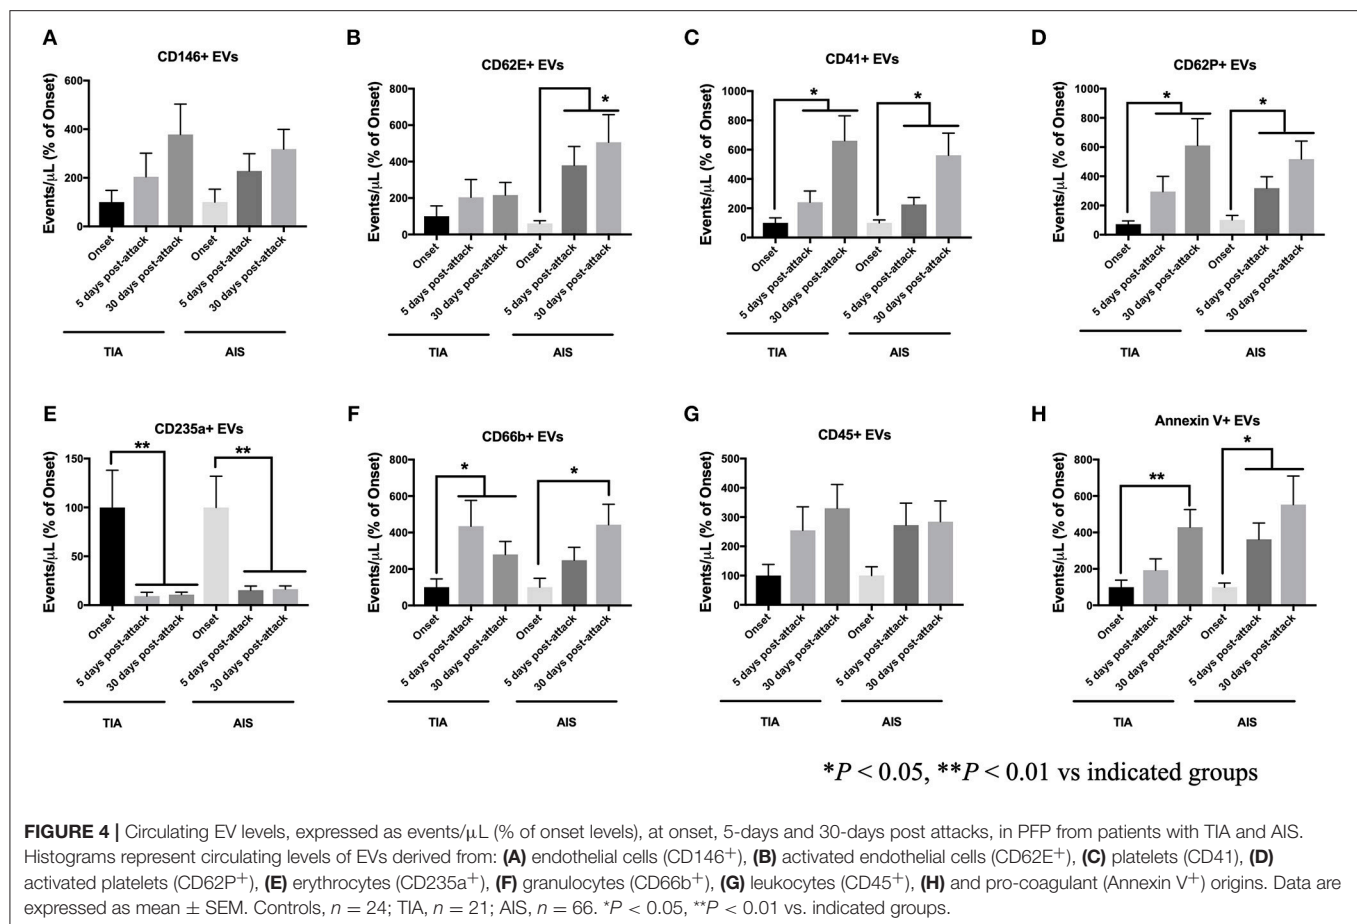 A
CD146+ EVs
Events/μL (% of Onset)
600
400
200
0
Onset
5 days post-attack
30 days post-attack
Onset
5 days post-attack
30 days post-attack
TIA
AIS
B
CD62E+ EVs
Events/μL (% of Onset)
800
600
400
200
0
*
Onset
5 days post-attack
30 days post-attack
Onset
5 days post-attack
30 days post-attack
TIA
AIS
C
CD41+ EVs
Events/μL (% of Onset)
1000
800
600
400
200
0
*
*
Onset
5 days post-attack
30 days post-attack
Onset
5 days post-attack
30 days post-attack
TIA
AIS
D
CD62P+ EVs
Events/μL (% of Onset)
1000
800
600
400
200
0
*
*
Onset
5 days post-attack
30 days post-attack
Onset
5 days post-attack
30 days post-attack
TIA
AIS
E
CD235a+ EVs
Events/μL (% of Onset)
150
100
50
0
**
**
Onset
5 days post-attack
30 days post-attack
Onset
5 days post-attack
30 days post-attack
TIA
AIS
F
CD66b+ EVs
Events/μL (% of Onset)
800
600
400
200
0
*
*
Onset
5 days post-attack
30 days post-attack
Onset
5 days post-attack
30 days post-attack
TIA
AIS
G
CD45+ EVs
Events/μL (% of Onset)
500
400
300
200
100
0
Onset
5 days post-attack
30 days post-attack
Onset
5 days post-attack
30 days post-attack
TIA
AIS
H
Annexin V+ EVs
Events/μL (% of Onset)
800
600
400
200
0
**
*
Onset
5 days post-attack
30 days post-attack
Onset
5 days post-attack
30 days post-attack
TIA
AIS
*P < 0.05, **P < 0.01 vs indicated groups
FIGURE 4 | Circulating EV levels, expressed as events/μL (% of onset levels), at onset, 5-days and 30-days post attacks, in PFP from patients with TIA and AIS.
Histograms represent circulating levels of EVs derived from: (A) endothelial cells (CD146+), (B) activated endothelial cells (CD62E+), (C) platelets (CD41), (D)
activated platelets (CD62P+), (E) erythrocytes (CD235a+), (F) granulocytes (CD66b+), (G) leukocytes (CD45+), (H) and pro-coagulant (Annexin V+) origins. Data are
expressed as mean ± SEM. Controls, n = 24; TIA, n = 21; AIS, n = 66. *P < 0.05, **P < 0.01 vs. indicated groups.